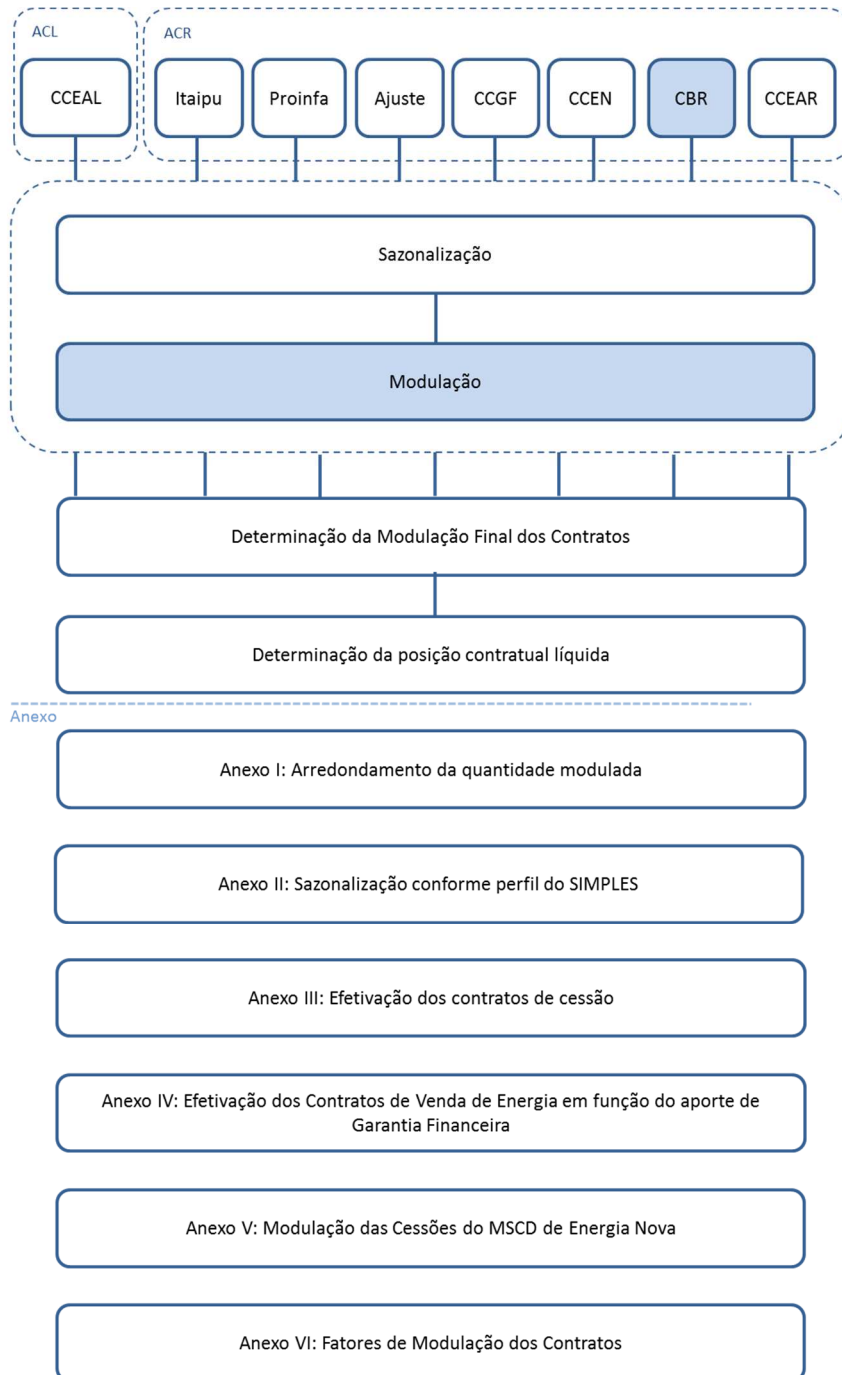 ACL
ACR
CCEAL
Itaipu
Proinfa
Ajuste
CCGF
CCEN
CBR
CCEAR
Sazonalização
Modulação
Determinação da Modulação Final dos Contratos
Determinação da posição contratual líquida
Anexo
Anexo I: Arredondamento da quantidade modulada
Anexo II: Sazonalização conforme perfil do SIMPLES
Anexo III: Efetivação dos contratos de cessão
Anexo IV: Efetivação dos Contratos de Venda de Energia em função do aporte de
Garantia Financeira
Anexo V: Modulação das Cessões do MSCD de Energia Nova
Anexo VI: Fatores de Modulação dos Contratos